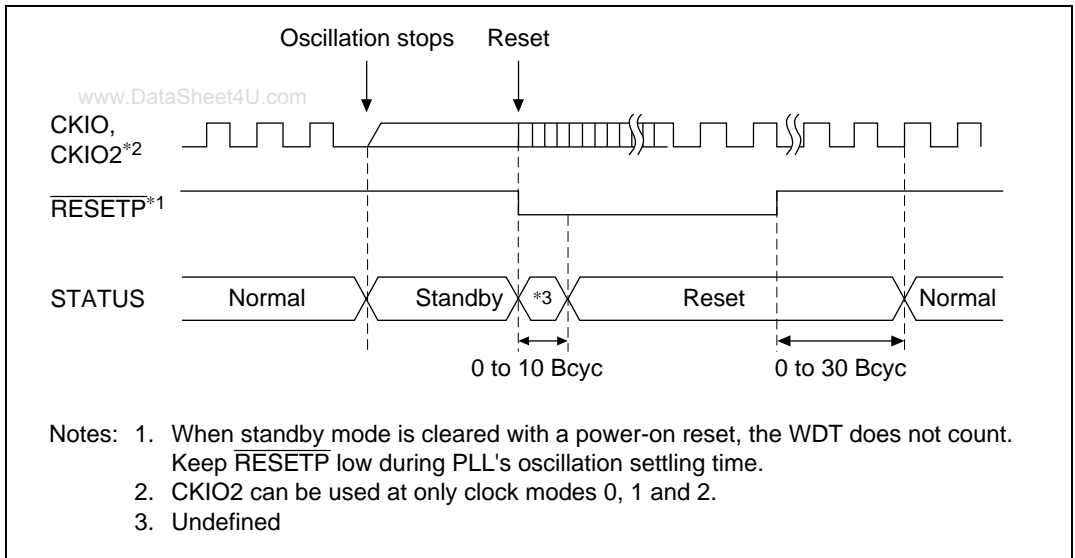 Oscillation stops Reset
www.DataSheet4U.com
CKIO,
CKIO2*2
RESETP*1
STATUS Normal Standby *3 Reset Normal
0 to 10 Bcyc 0 to 30 Bcyc
Notes: 1. When standby mode is cleared with a power-on reset, the WDT does not count.
Keep RESETP low during PLL's oscillation settling time.
2. CKIO2 can be used at only clock modes 0, 1 and 2.
3. Undefined